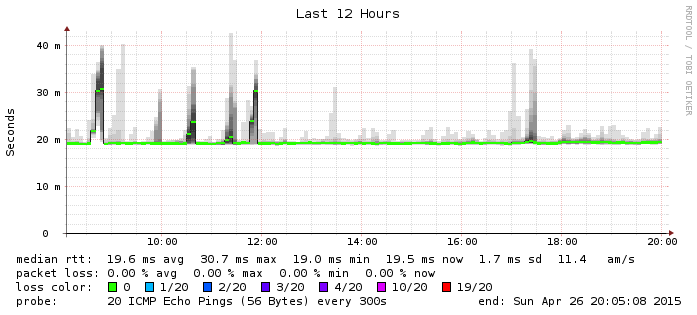 Last 12 Hours
RRDTOOL / TOBI OETIKER
Seconds
40 m
30 m
20 m
10 m
0
10:00 12:00 14:00 16:00 18:00 20:00
median rtt: 19.6 ms avg 30.7 ms max 19.0 ms min 19.5 ms now 1.7 ms sd 11.4 am/s
packet loss: 0.00 % avg 0.00 % max 0.00 % min 0.00 % now
loss color: 0 1/20 2/20 3/20 4/20 10/20 19/20
probe: 20 ICMP Echo Pings (56 Bytes) every 300s end: Sun Apr 26 20:05:08 2015